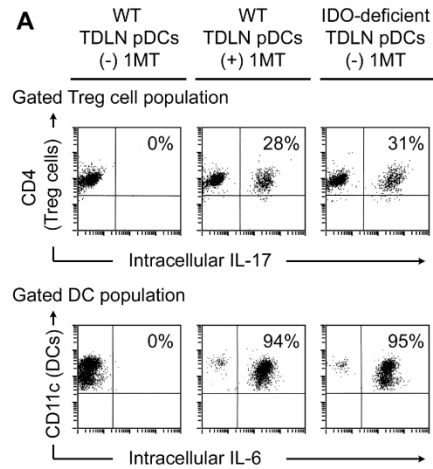 A
WT
TDLN pDCs
(-) 1MT
WT
TDLN pDCs
(+) 1MT
IDO-deficient
TDLN pDCs
(-) 1MT
Gated Treg cell population
CD4
(Treg cells)
0%
28%
31%
Intracellular IL-17
Gated DC population
CD11c (DCs)
0%
94%
95%
Intracellular IL-6